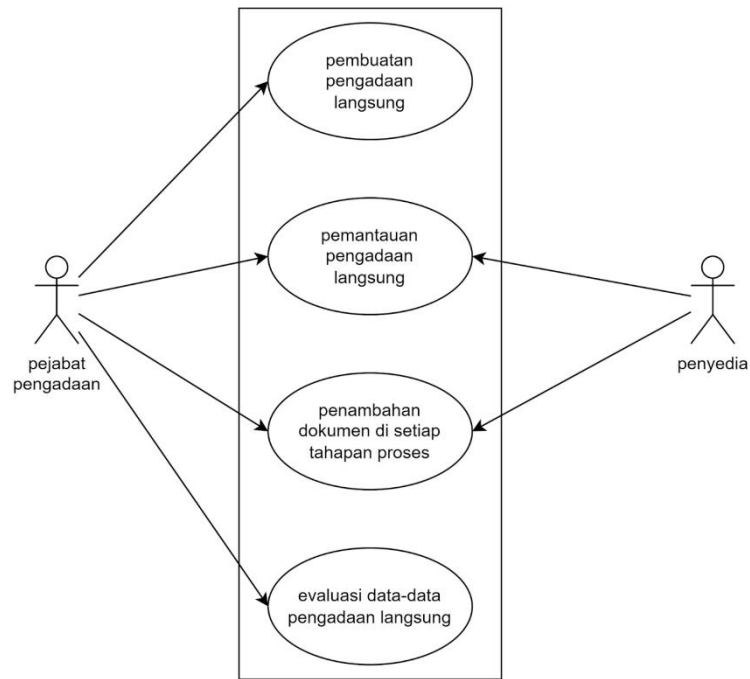 pembuatan
pengadaan
langsung
pemantauan
pengadaan
langsung
pejabat
pengadaan
penyedia
penambahan
dokumen di setiap
tahapan proses
evaluasi data-data
pengadaan langsung